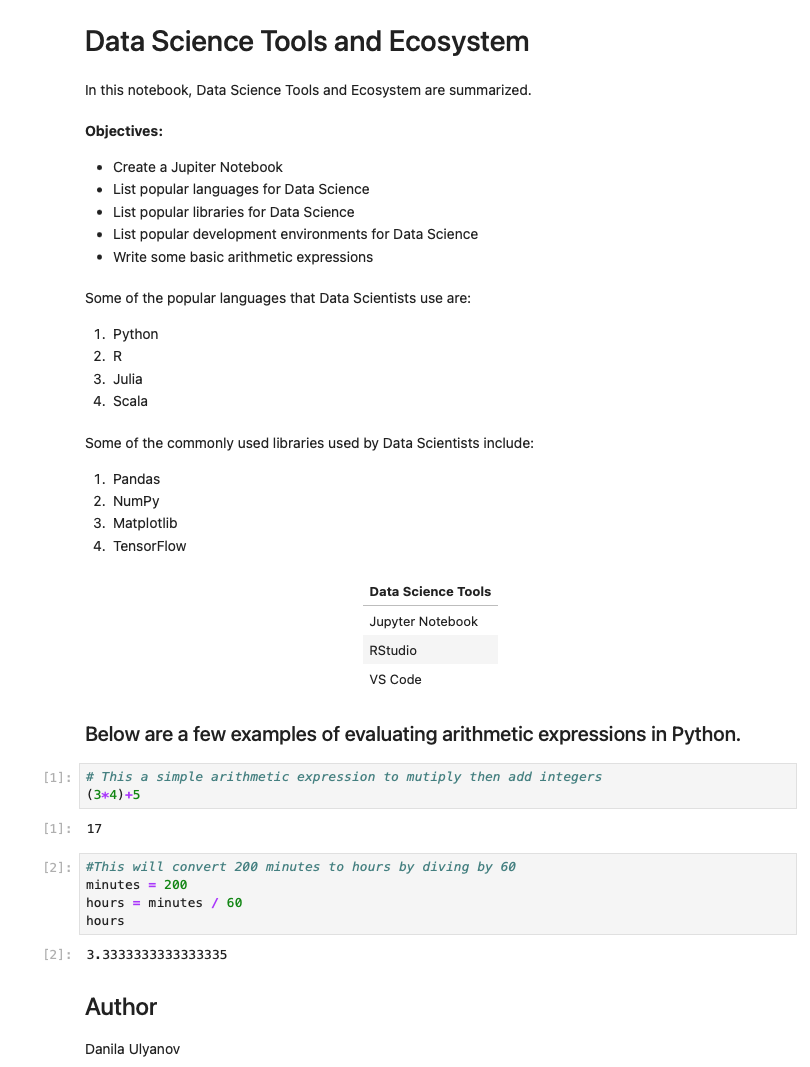 Data Science Tools and Ecosystem
In this notebook, Data Science Tools and Ecosystem are summarized.
Objectives:
• Create a Jupiter Notebook
• List popular languages for Data Science
• List popular libraries for Data Science
• List popular development environments for Data Science
• Write some basic arithmetic expressions
Some of the popular languages that Data Scientists use are:
1. Python
2. R
3. Julia
4. Scala
Some of the commonly used libraries used by Data Scientists include:
1. Pandas
2. NumPy
3. Matplotlib
4. TensorFlow
Data Science Tools
Jupyter Notebook
RStudio
VS Code
Below are a few examples of evaluating arithmetic expressions in Python.
[1]: # This a simple arithmetic expression to mutiply then add integers
(3*4)+5
[1]: 17
[2]: #This will convert 200 minutes to hours by diving by 60
minutes = 200
hours = minutes / 60
hours
[2]: 3.3333333333333335
Author
Danila Ulyanov